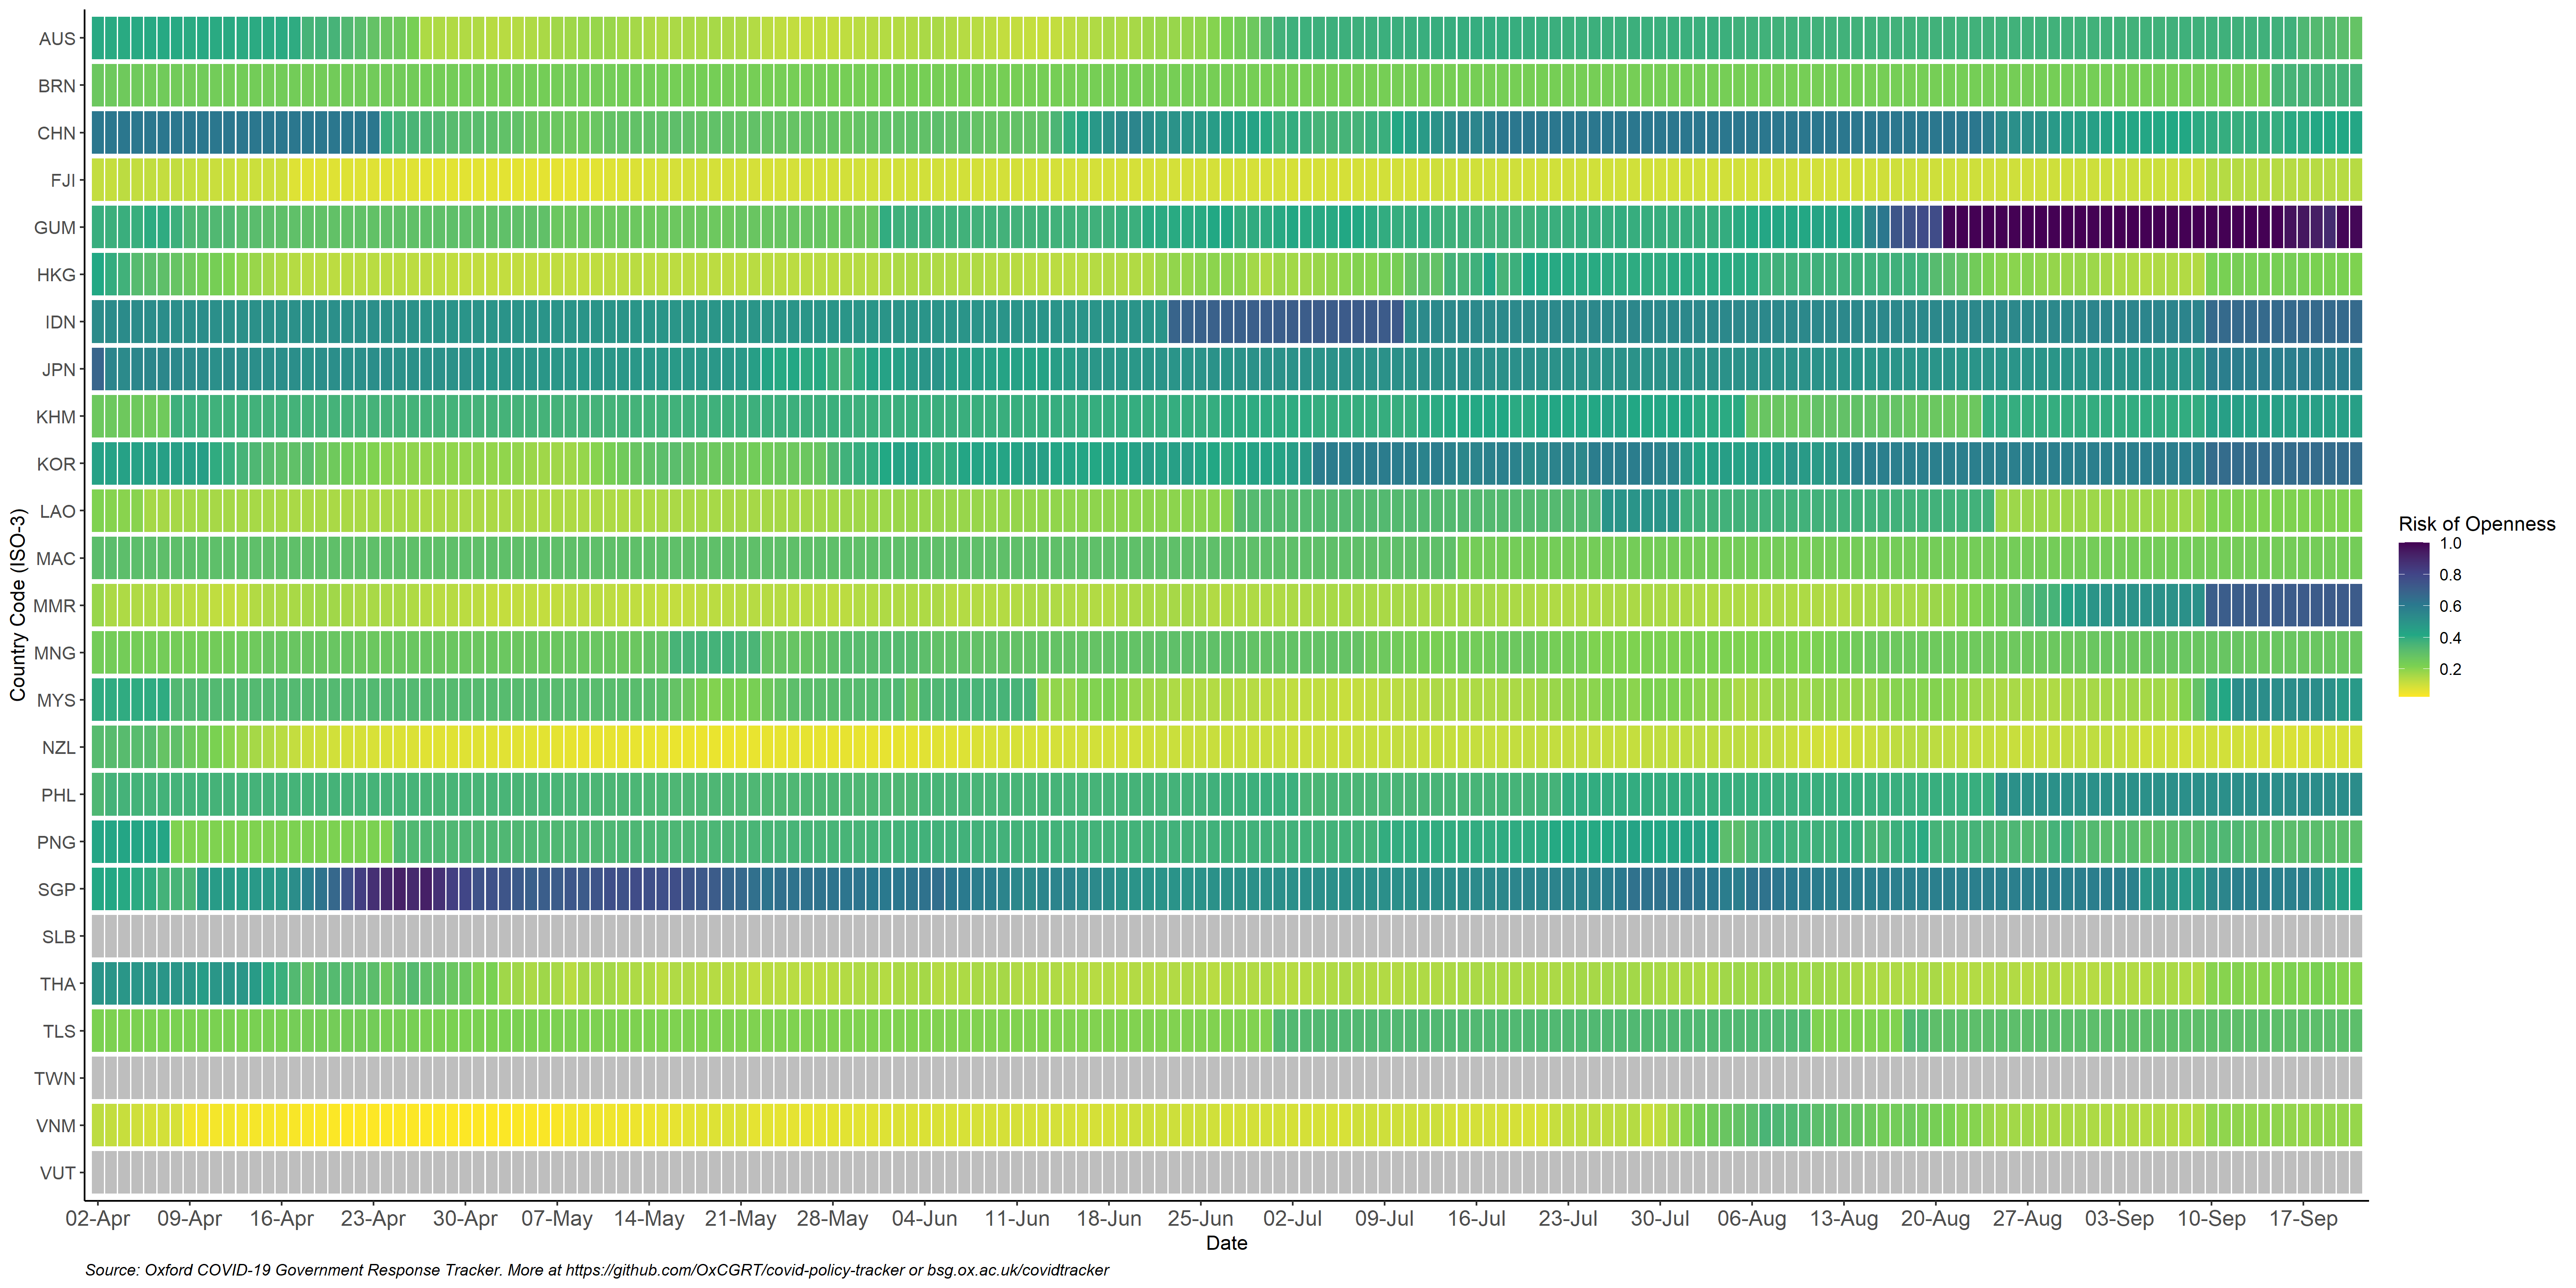 AUS
BRN
CHN
FJI
GUM
HKG
IDN
JPN
KHM
KOR
LAO
MAC
MMR
MNG
MYS
NZL
PHL
PNG
SGP
SLB
THA
TLS
TWN
VNM
VUT
Country Code (ISO-3)
02-Apr 09-Apr 16-Apr 23-Apr 30-Apr 07-May 14-May 21-May 28-May 04-Jun 11-Jun 18-Jun 25-Jun 02-Jul 09-Jul 16-Jul 23-Jul 30-Jul 06-Aug 13-Aug 20-Aug 27-Aug 03-Sep 10-Sep 17-Sep
Date
Risk of Openness
1.0
0.8
0.6
0.4
0.2
Source: Oxford COVID-19 Government Response Tracker. More at https://github.com/OxCGRT/covid-policy-tracker or bsg.ox.ac.uk/covidtracker